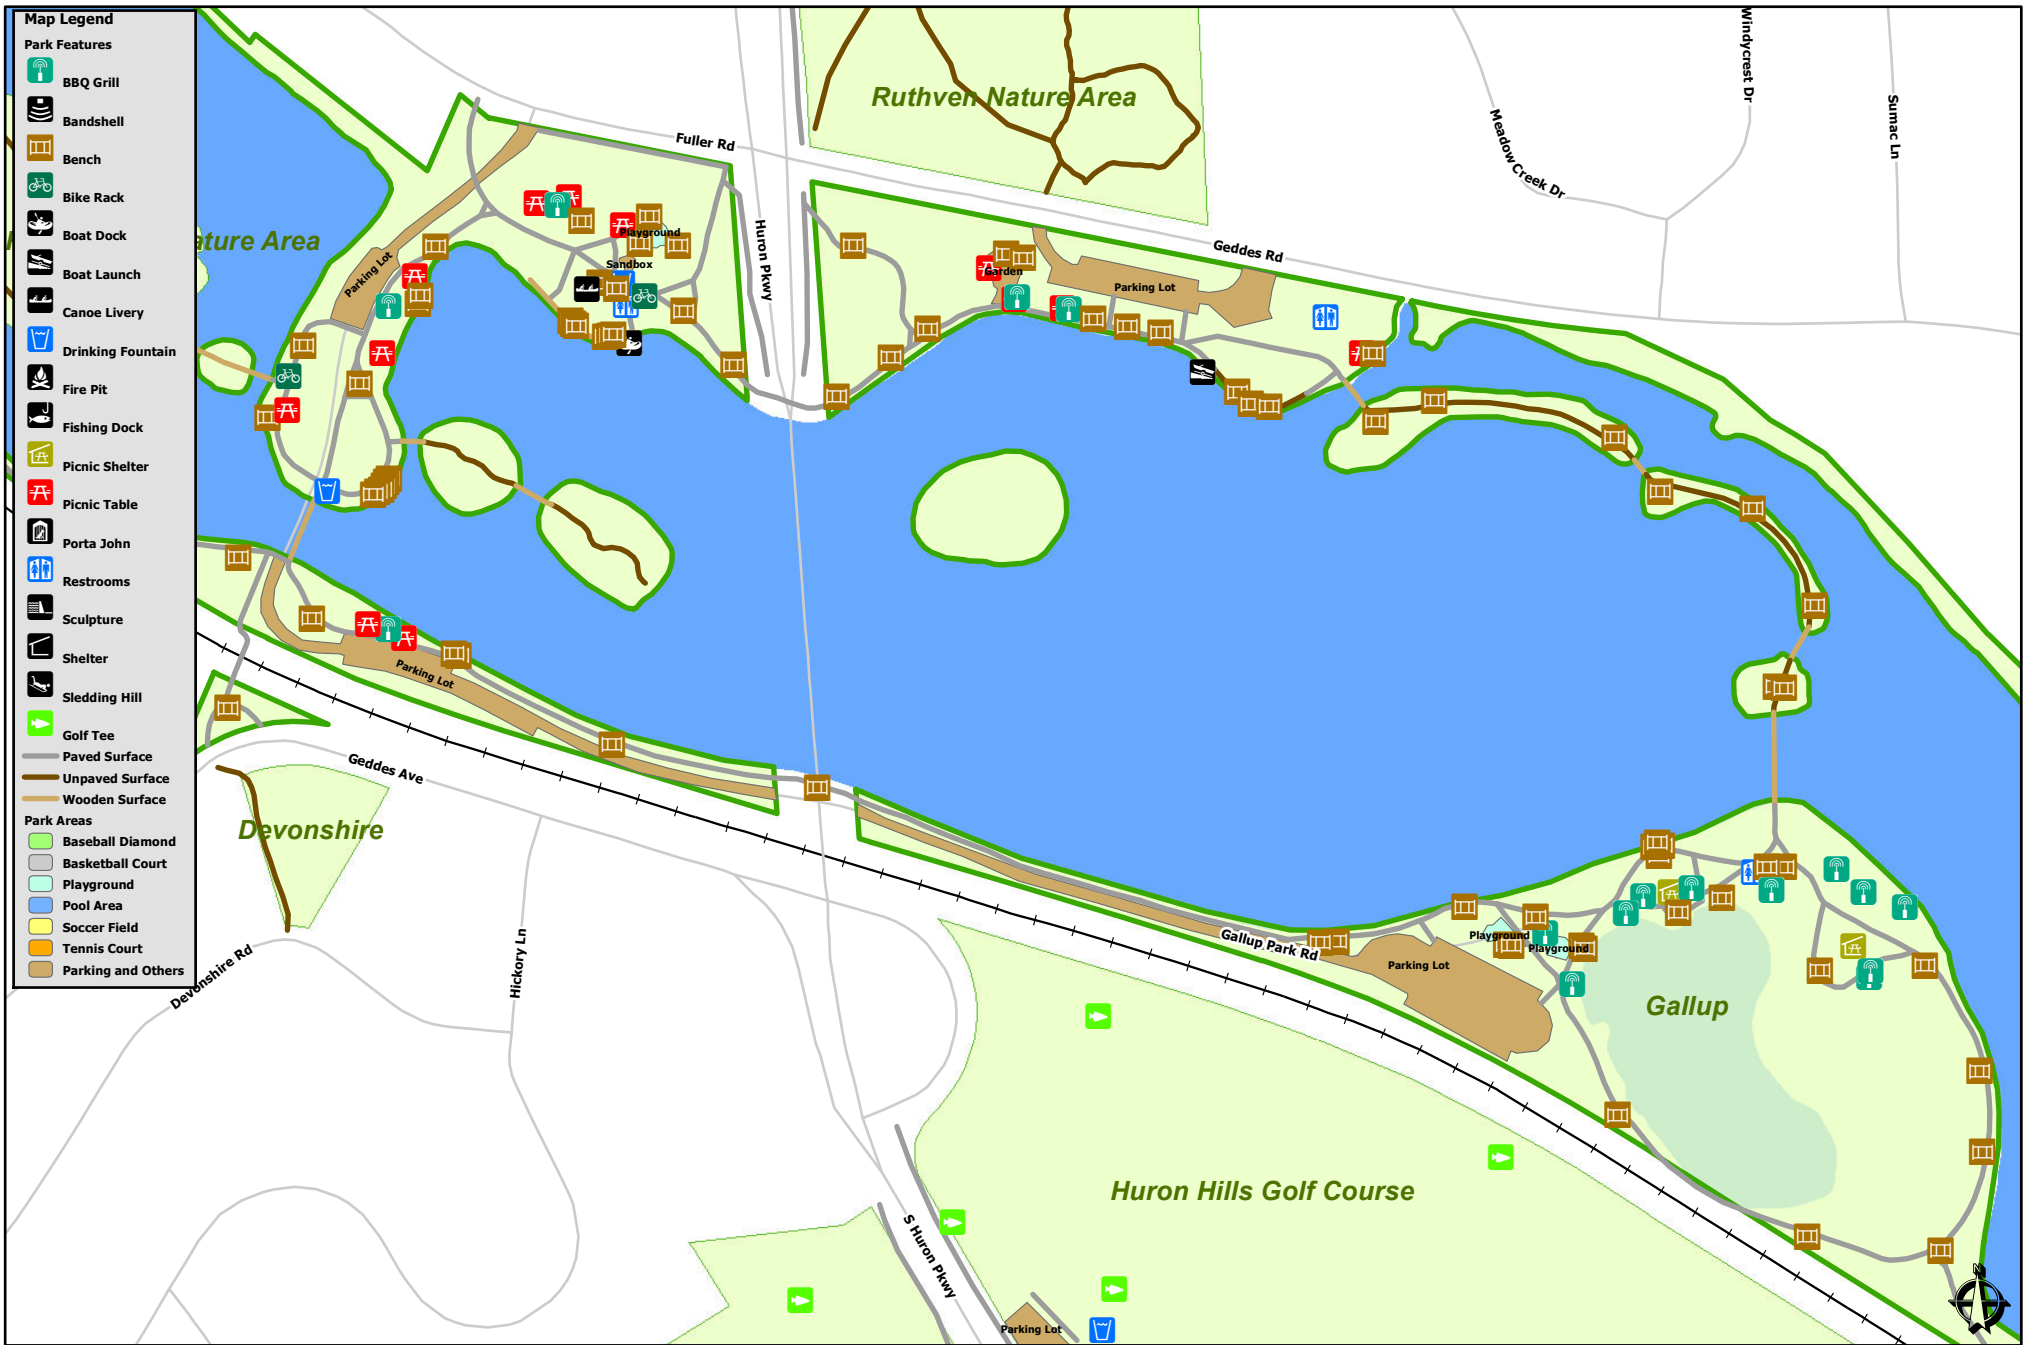 Map Legend
Park Features
BBQ Grill
Bandshell
Bench
Bike Rack
Boat Dock
Boat Launch
Canoe Livery
Drinking Fountain
Fire Pit
Fishing Dock
Picnic Shelter
Picnic Table
Porta John
Restrooms
Sculpture
Shelter
Sledding Hill
Golf Tee
Paved Surface
Unpaved Surface
Wooden Surface
Park Areas
Baseball Diamond
Basketball Court
Playground
Pool Area
Soccer Field
Tennis Court
Parking and Others
Ruthven Nature Area
Fuller Rd
Huron Pkwy
Geddes Rd
Meadow Creek Dr
Windycrest Dr
Sumac Ln
ature Area
Parking Lot
Playground
Sandbox
Garden
Parking Lot
Parking Lot
Geddes Ave
Devonshire
Devonshire Rd
Hickory Ln
Gallup Park Rd
Parking Lot
Playground
Playground
Gallup
Huron Hills Golf Course
S Huron Pkwy
Parking Lot
N